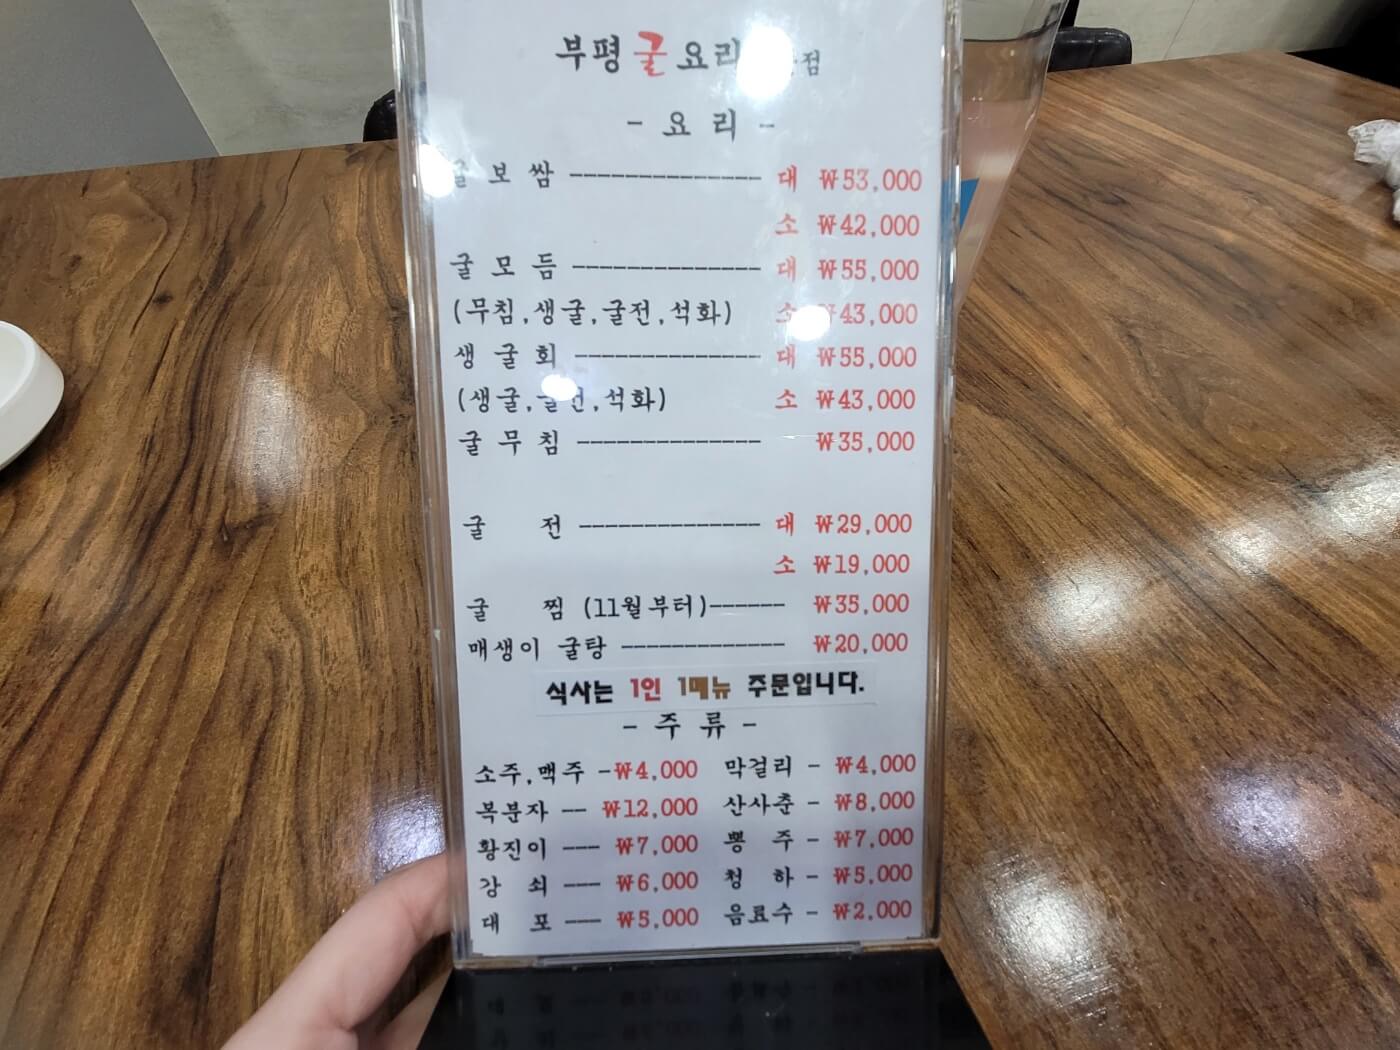 부평굴요리 점
- 요 리 -
굴 보 쌈 -------------- 대 ₩53,000
소 ₩42,000
굴 모 듬 -------------- 대 ₩55,000
(무침,생굴,굴전,석화) 소 ₩43,000
생 굴 회 -------------- 대 ₩55,000
(생굴,굴전,석화) 소 ₩43,000
굴 무 침 -------------- ₩35,000
굴 전 -------------- 대 ₩29,000
소 ₩19,000
굴 찜 (11월부터)------ ₩35,000
매생이 굴탕 ------------- ₩20,000
식사는 1인 1메뉴 주문입니다.
- 주 류 -
소주,맥주 -₩4,000 막걸리 - ₩4,000
복분자 -- ₩12,000 산사춘 - ₩8,000
황진이 --- ₩7,000 뽕 주 - ₩7,000
강 쇠 --- ₩6,000 청 하 - ₩5,000
대 포 --- ₩5,000 음료수 - ₩2,000